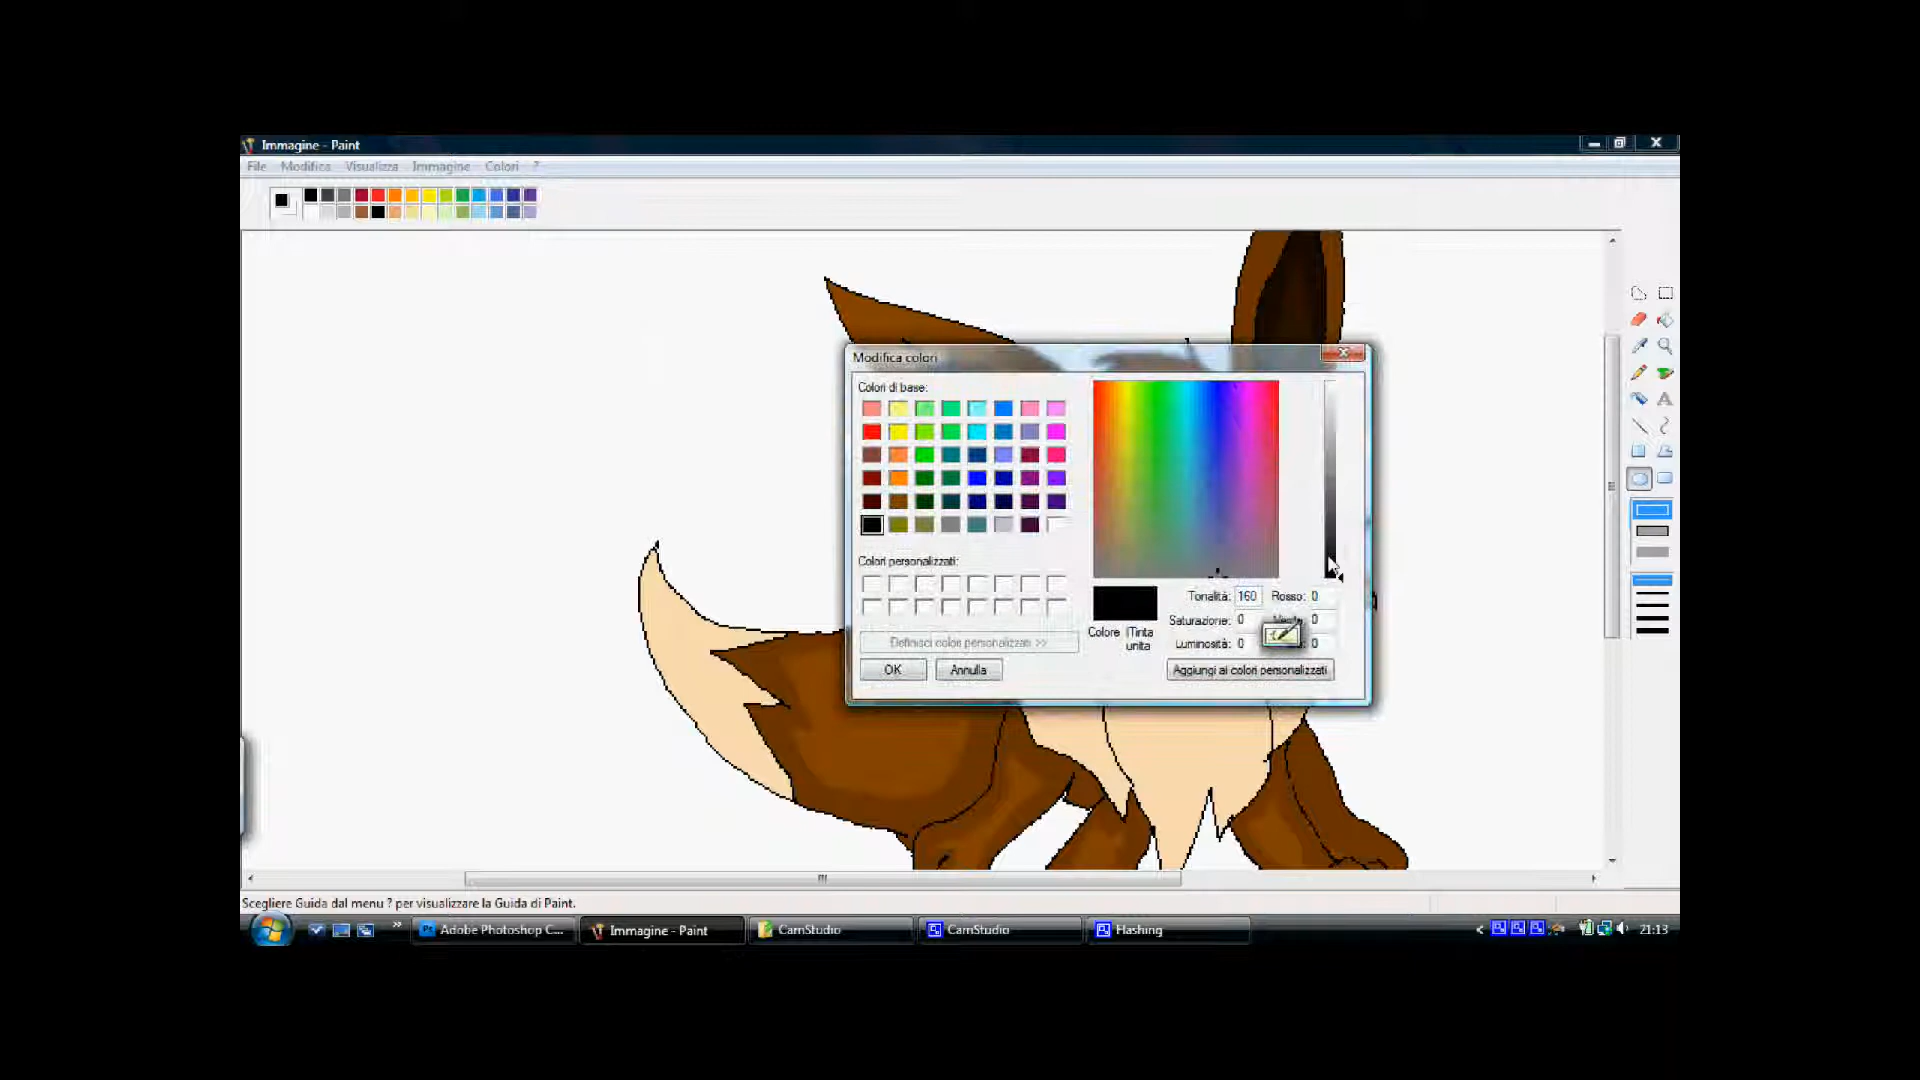 Immagine - Paint
File Modifica Visualizza Immagine Colori ?
Modifica colori
Colori di base:
Colori personalizzati:
Tonalità: 160 Rosso: 0
Saturazione: 0 0
Colore |Tinta unita
Luminosità: 0 0
Definisci colori personalizzati >>
OK Annulla Aggiungi ai colori personalizzati
Scegliere Guida dal menu ? per visualizzare la Guida di Paint.
Adobe Photoshop C... Immagine - Paint CamStudio CamStudio Hashing 21:13